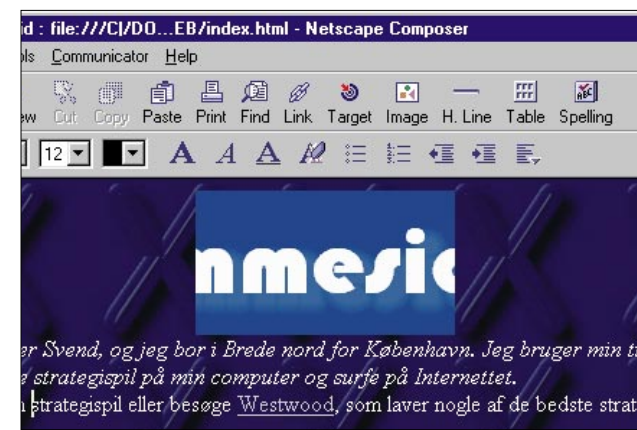 id : file:///C|/DO...EB/index.html - Netscape Composer
ols Communicator Help
ew Cut Copy Paste Print Find Link Target Image H. Line Table Spelling
12 A A A
nmesic
er Svend, og jeg bor i Brede nord for København. Jeg bruger min ti
e strategispil på min computer og surfe på Internettet.
n strategispil eller besøge Westwood, som laver nogle af de bedste strat